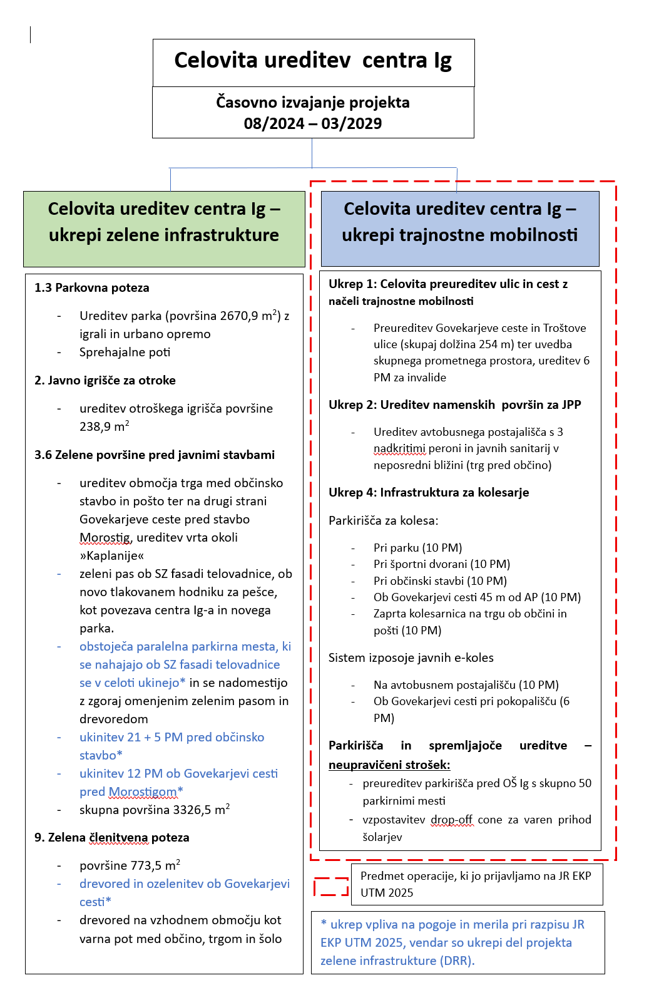 Celovita ureditev  centra Ig
Časovno izvajanje projekta
08/2024 – 03/2029
Celovita ureditev centra Ig –
ukrepi zelene infrastrukture
1.3 Parkovna poteza
- Ureditev parka (površina 2670,9 m²) z
igrali in urbano opremo
- Sprehajalne poti
2. Javno igrišče za otroke
- ureditev otroškega igrišča površine
238,9 m²
3.6 Zelene površine pred javnimi stavbami
- ureditev območja trga med občinsko
stavbo in pošto ter na drugi strani
Govekarjeve ceste pred stavbo
Morostig, ureditev vrta okoli
»Kaplanije«
- zeleni pas ob SZ fasadi telovadnice, ob
novo tlakovanem hodniku za pešce,
kot povezava centra Ig-a in novega
parka.
- obstoječa paralelna parkirna mesta, ki
se nahajajo ob SZ fasadi telovadnice
se v celoti ukinejo* in se nadomestijo
z zgoraj omenjenim zelenim pasom in
drevoredom
- ukinitev 21 + 5 PM pred občinsko
stavbo*
- ukinitev 12 PM ob Govekarjevi cesti
pred Morostigom*
- skupna površina 3326,5 m²
9. Zelena členitvena poteza
- površine 773,5 m²
- drevored in ozelenitev ob Govekarjevi
cesti*
- drevored na vzhodnem območju kot
varna pot med občino, trgom in šolo
Celovita ureditev centra Ig –
ukrepi trajnostne mobilnosti
Ukrep 1: Celovita preureditev ulic in cest z
načeli trajnostne mobilnosti
- Preureditev Govekarjeve ceste in Troštove
ulice (skupaj dolžina 254 m) ter uvedba
skupnega prometnega prostora, ureditev 6
PM za invalide
Ukrep 2: Ureditev namenskih  površin za JPP
- Ureditev avtobusnega postajališča s 3
nadkritimi peroni in javnih sanitarij v
neposredni bližini (trg pred občino)
Ukrep 4: Infrastruktura za kolesarje
Parkirišča za kolesa:
- Pri parku (10 PM)
- Pri športni dvorani (10 PM)
- Pri občinski stavbi (10 PM)
- Ob Govekarjevi cesti 45 m od AP (10 PM)
- Zaprta kolesarnica na trgu ob občini in
pošti (10 PM)
Sistem izposoje javnih e-koles
- Na avtobusnem postajališču (10 PM)
- Ob Govekarjevi cesti pri pokopališču (6
PM)
Parkirišča in spremljajoče ureditve –
neupravičeni strošek:
- preureditev parkirišča pred OŠ Ig s skupno 50
parkirnimi mesti
- vzpostavitev drop-off cone za varen prihod
šolarjev
Predmet operacije, ki jo prijavljamo na JR EKP
UTM 2025
* ukrep vpliva na pogoje in merila pri razpisu JR
EKP UTM 2025, vendar so ukrepi del projekta
zelene infrastrukture (DRR).